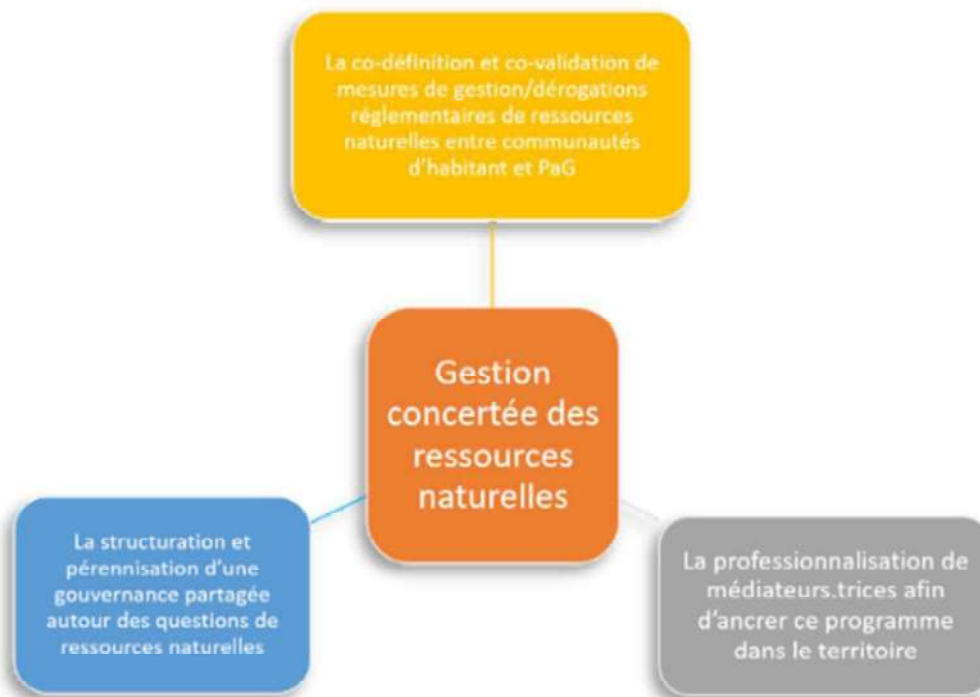 La co-définition et co-validation de
mesures de gestion/dérogations
réglementaires de ressources
naturelles entre communautés
d'habitant et PaG
Gestion
concertée des
ressources
naturelles
La structuration et
pérennisation d'une
gouvernance partagée
autour des questions de
ressources naturelles
La professionnalisation de
médiateurs.trices afin
d'ancrer ce programme
dans le territoire